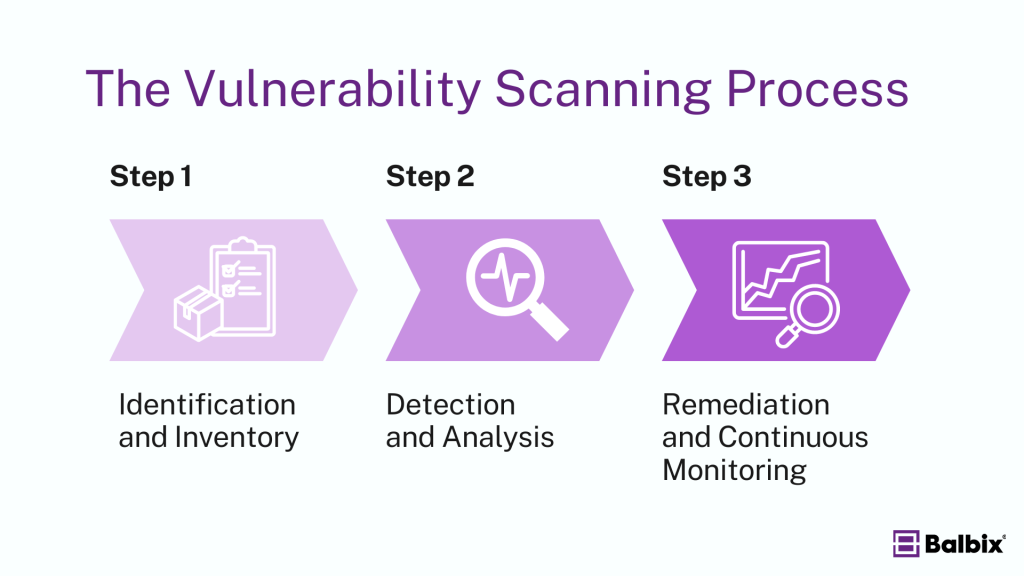 The Vulnerability Scanning Process
Step 1
Step 2
Step 3
Identification
and Inventory
Detection
and Analysis
Remediation
and Continuous
Monitoring
Balbix